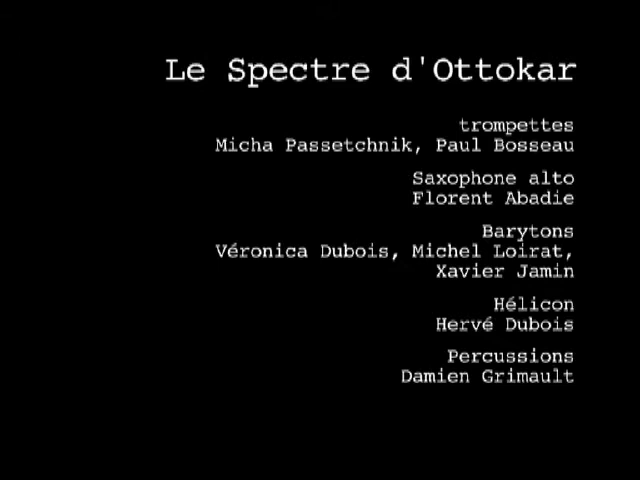 Le Spectre d'Ottokar
trompettes
Micha Passetchnik, Paul Bosseau
Saxophone alto
Florent Abadie
Barytons
Véronica Dubois, Michel Loirat,
Xavier Jamin
Hélicon
Hervé Dubois
Percussions
Damien Grimault